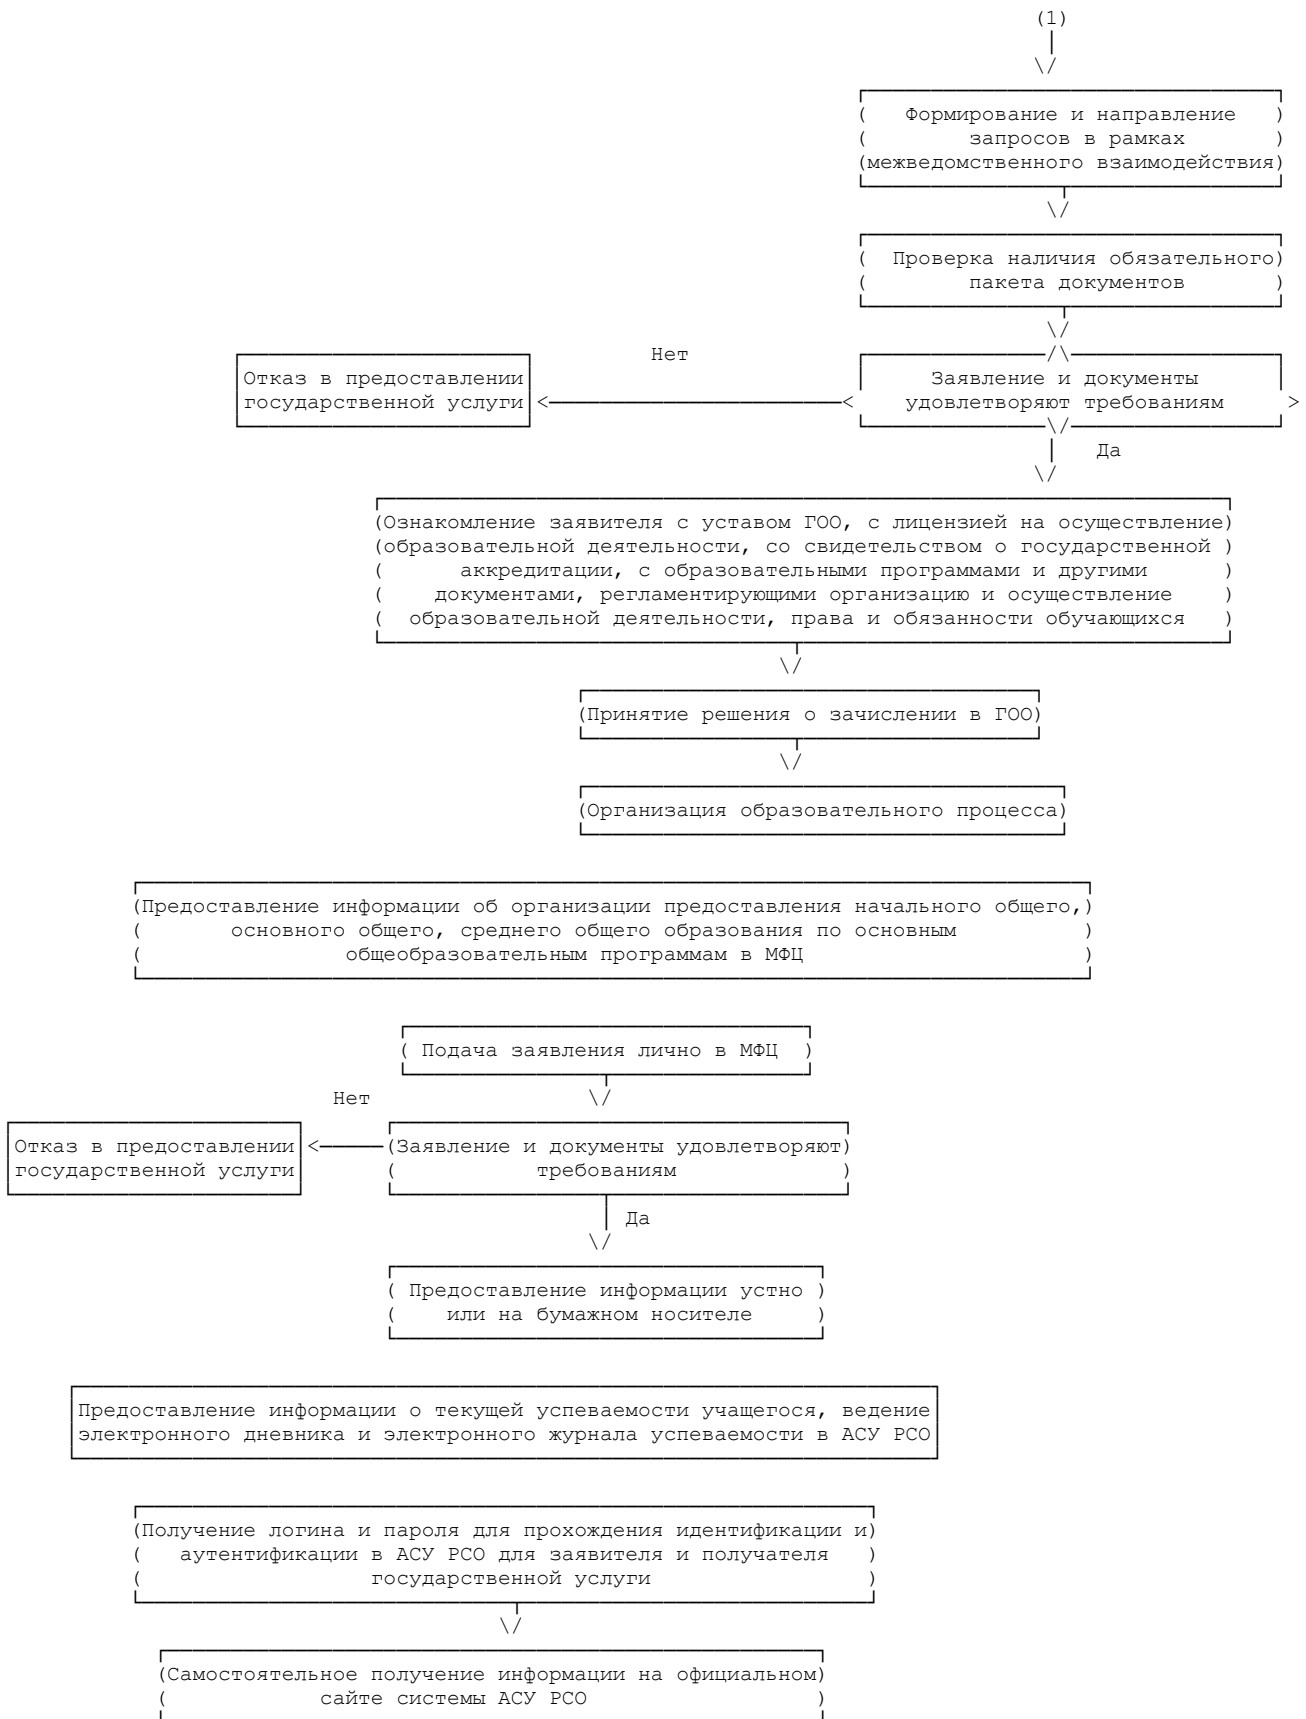 (1)
Формирование и направление
запросов в рамках
межведомственного взаимодействия
Проверка наличия обязательного
пакета документов
Нет
Отказ в предоставлении
государственной услуги
Заявление и документы
удовлетворяют требованиям
Да
Ознакомление заявителя с уставом ГОО, с лицензией на осуществление
образовательной деятельности, со свидетельством о государственной
аккредитации, с образовательными программами и другими
документами, регламентирующими организацию и осуществление
образовательной деятельности, права и обязанности обучающихся
Принятие решения о зачислении в ГОО
Организация образовательного процесса
Предоставление информации об организации предоставления начального общего,
основного общего, среднего общего образования по основным
общеобразовательным программам в МФЦ
Подача заявления лично в МФЦ
Нет
Отказ в предоставлении
государственной услуги
Заявление и документы удовлетворяют
требованиям
Да
Предоставление информации устно
или на бумажном носителе
Предоставление информации о текущей успеваемости учащегося, ведение
электронного дневника и электронного журнала успеваемости в АСУ РСО
Получение логина и пароля для прохождения идентификации и
аутентификации в АСУ РСО для заявителя и получателя
государственной услуги
Самостоятельное получение информации на официальном
сайте системы АСУ РСО